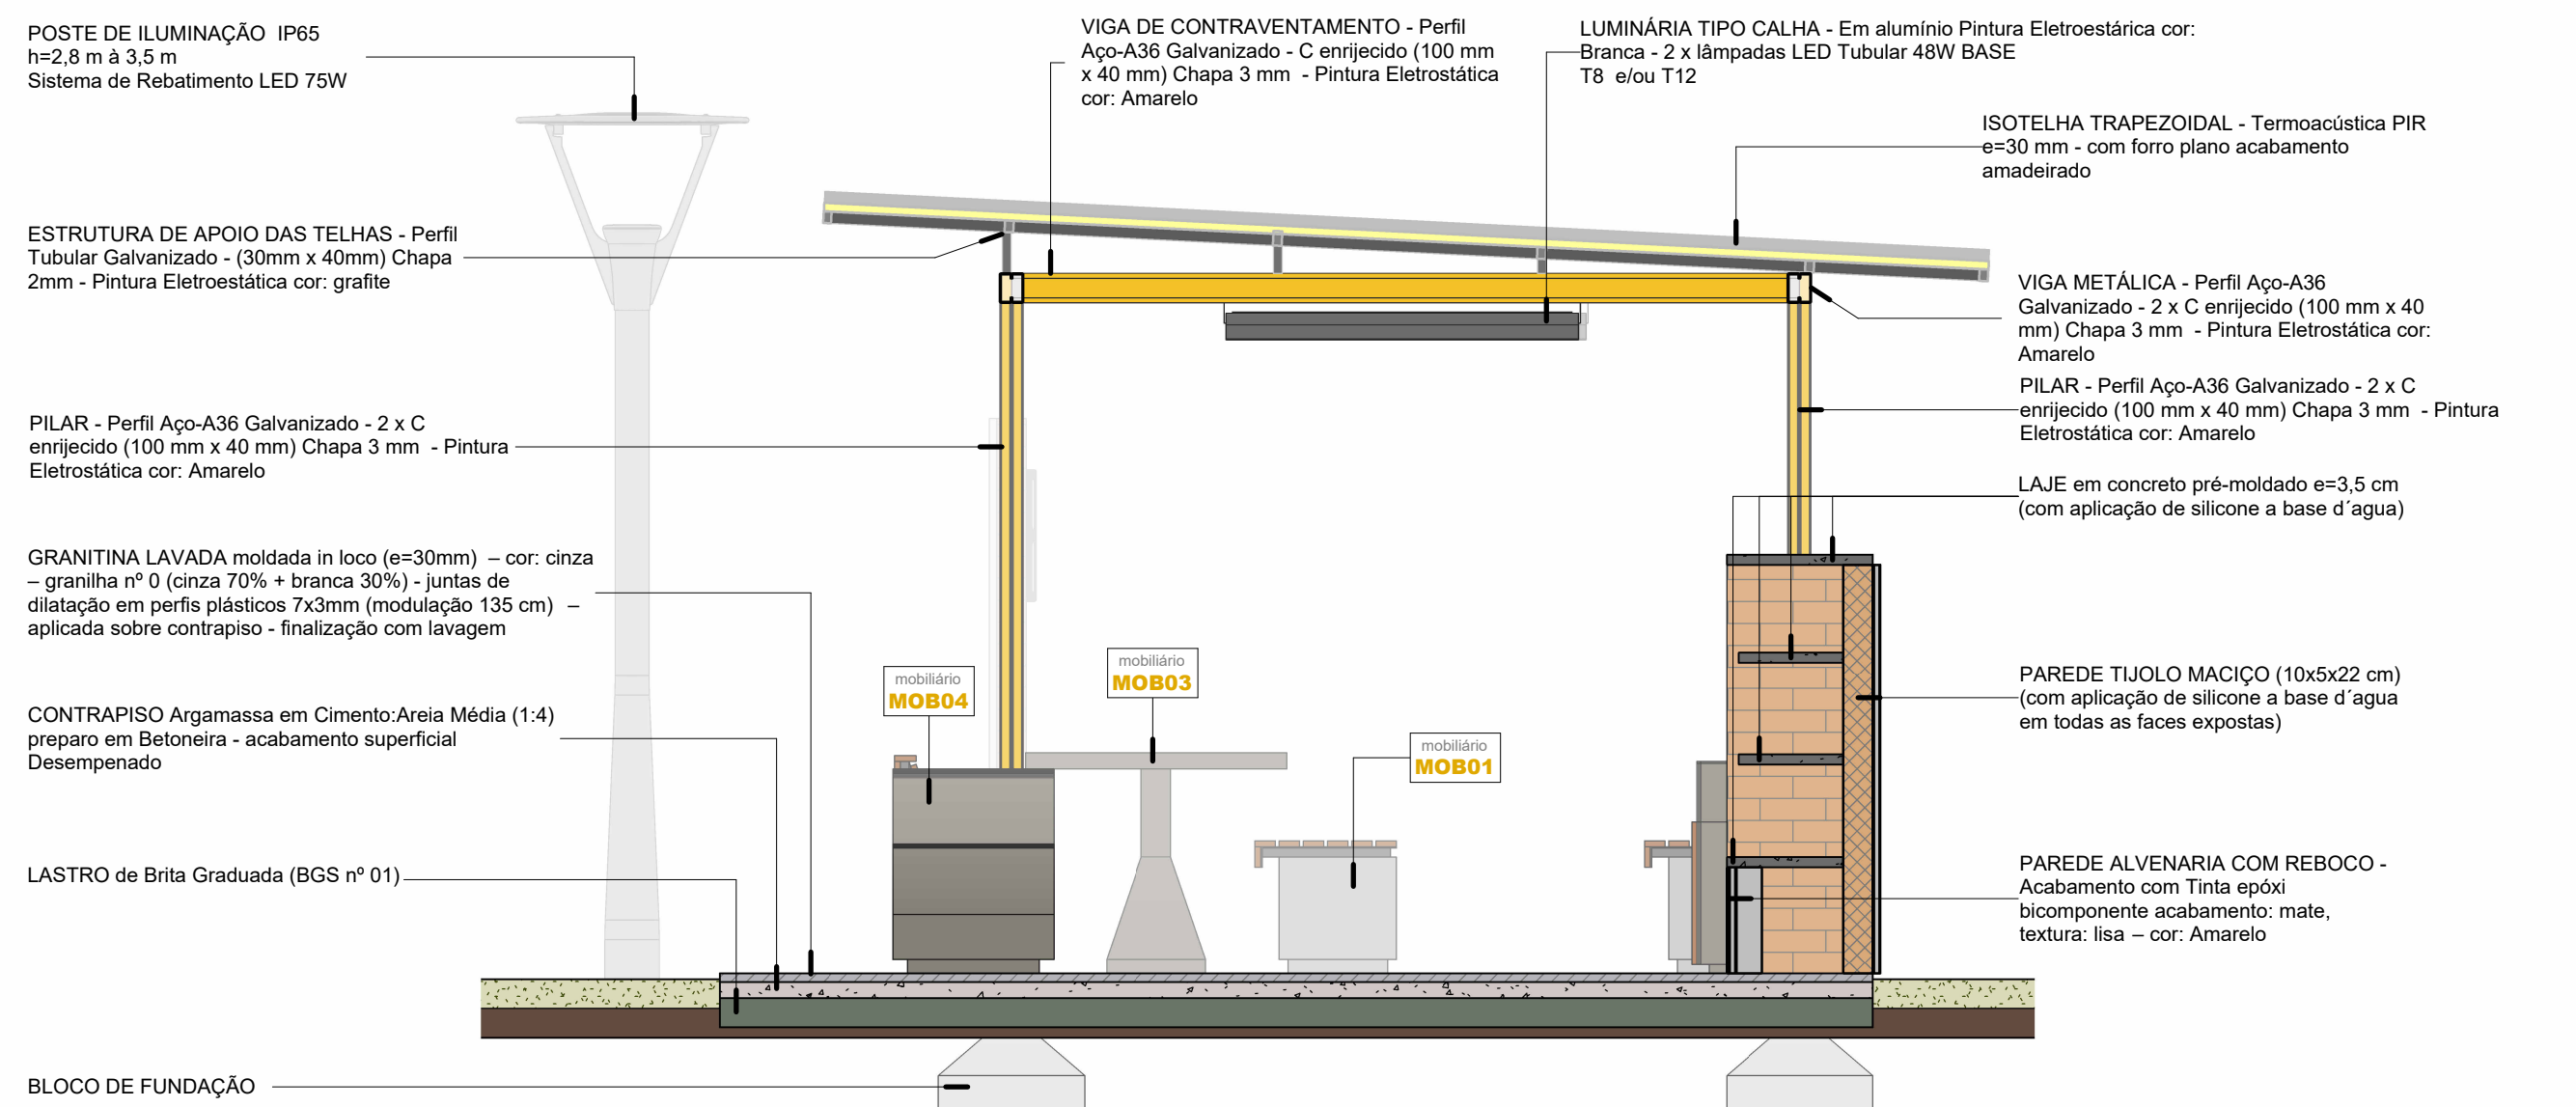 POSTE DE ILUMINAÇÃO  IP65
h=2,8 m à 3,5 m
Sistema de Rebatimento LED 75W
VIGA DE CONTRAVENTAMENTO - Perfil
Aço-A36 Galvanizado - C enrijecido (100 mm
x 40 mm) Chapa 3 mm  - Pintura Eletrostática
cor: Amarelo
LUMINÁRIA TIPO CALHA - Em alumínio Pintura Eletroestárica cor:
Branca - 2 x lâmpadas LED Tubular 48W BASE
T8  e/ou T12
ISOTELHA TRAPEZOIDAL - Termoacústica PIR
e=30 mm - com forro plano acabamento
amadeirado
ESTRUTURA DE APOIO DAS TELHAS - Perfil
Tubular Galvanizado - (30mm x 40mm) Chapa
2mm - Pintura Eletroestática cor: grafite
VIGA METÁLICA - Perfil Aço-A36
Galvanizado - 2 x C enrijecido (100 mm x 40
mm) Chapa 3 mm  - Pintura Eletrostática cor:
Amarelo
PILAR - Perfil Aço-A36 Galvanizado - 2 x C
enrijecido (100 mm x 40 mm) Chapa 3 mm  - Pintura
Eletrostática cor: Amarelo
PILAR - Perfil Aço-A36 Galvanizado - 2 x C
enrijecido (100 mm x 40 mm) Chapa 3 mm  - Pintura
Eletrostática cor: Amarelo
LAJE em concreto pré-moldado e=3,5 cm
(com aplicação de silicone a base d´agua)
GRANITINA LAVADA moldada in loco (e=30mm)  – cor: cinza
– granilha nº 0 (cinza 70% + branca 30%) - juntas de
dilatação em perfis plásticos 7x3mm (modulação 135 cm)  –
aplicada sobre contrapiso - finalização com lavagem
mobiliário
MOB04
mobiliário
MOB03
mobiliário
MOB01
PAREDE TIJOLO MACIÇO (10x5x22 cm)
(com aplicação de silicone a base d´agua
em todas as faces expostas)
CONTRAPISO Argamassa em Cimento:Areia Média (1:4)
preparo em Betoneira - acabamento superficial
Desempenado
LASTRO de Brita Graduada (BGS nº 01)
PAREDE ALVENARIA COM REBOCO -
Acabamento com Tinta epóxi
bicomponente acabamento: mate,
textura: lisa – cor: Amarelo
BLOCO DE FUNDAÇÃO